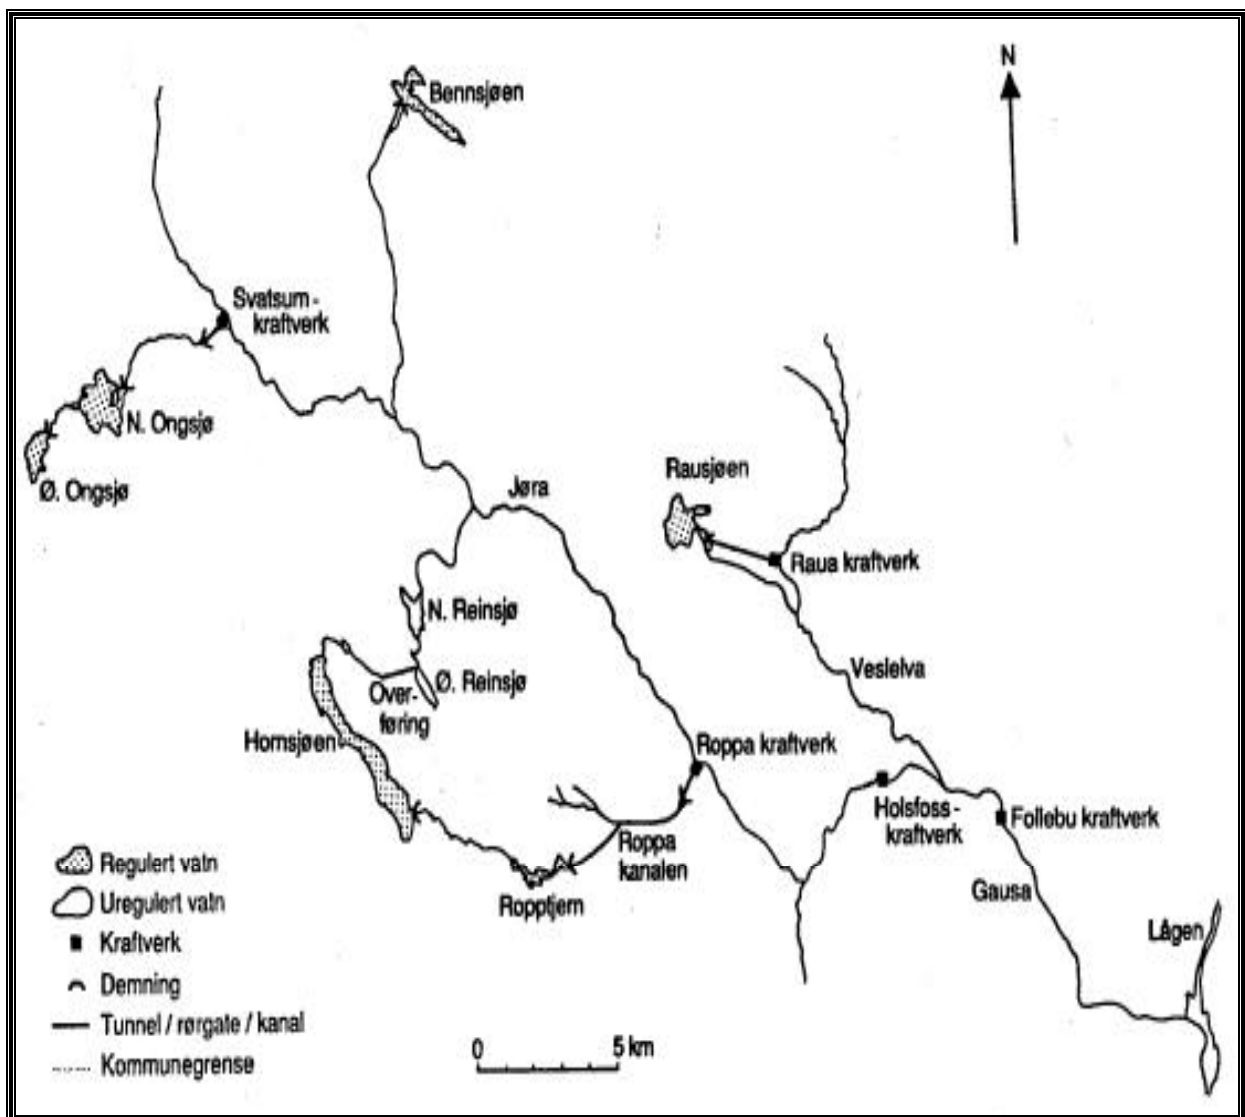 N
Bennsjøen
Svatsum-
kraftverk
N. Ongsjø
Ø. Ongsjø
Jøra
Rausjøen
Raua kraftverk
N. Reinsjø
Ø. Reinsjø
Over-
føring
Hornsjøen
Veslelva
Roppa kraftverk
Holsfoss-
kraftverk
Follebu kraftverk
Roppa
kanalen
Ropptjern
Gausa
Lågen
Regulert vatn
Uregulert vatn
Kraftverk
Demning
Tunnel / rørgate / kanal
Kommunegrense
0 5 km